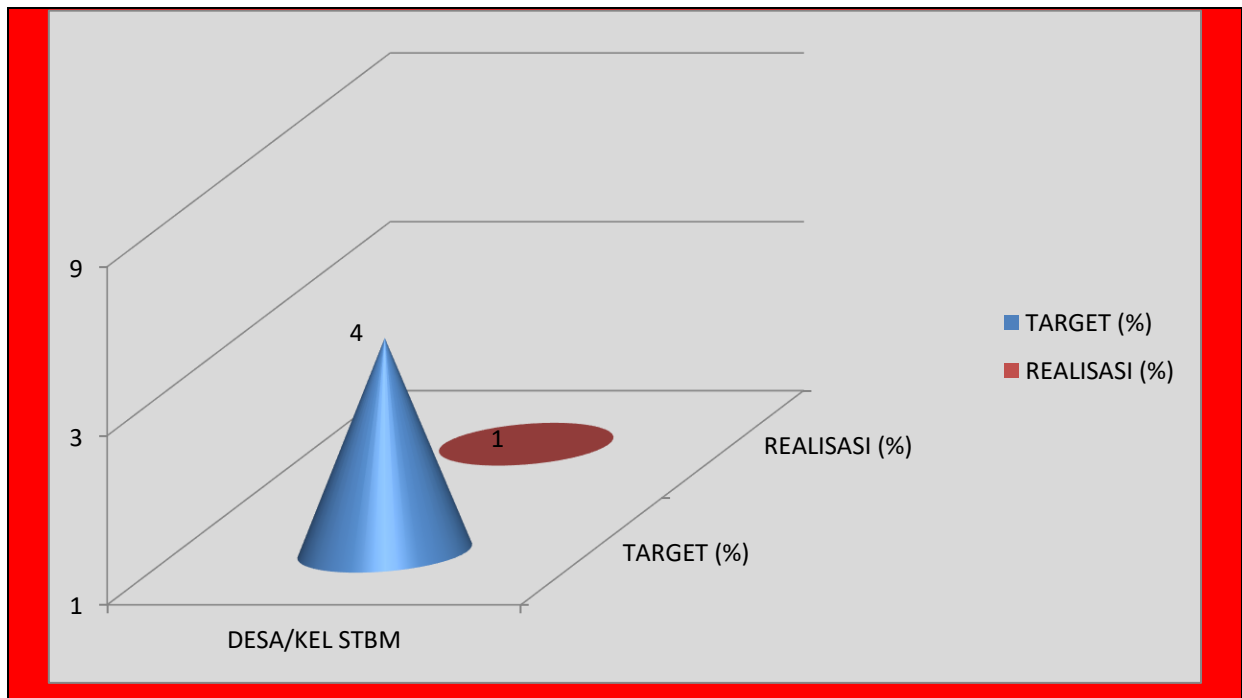 9
3
1
4
1
DESA/KEL STBM
TARGET (%)
REALISASI (%)
TARGET (%)
REALISASI (%)